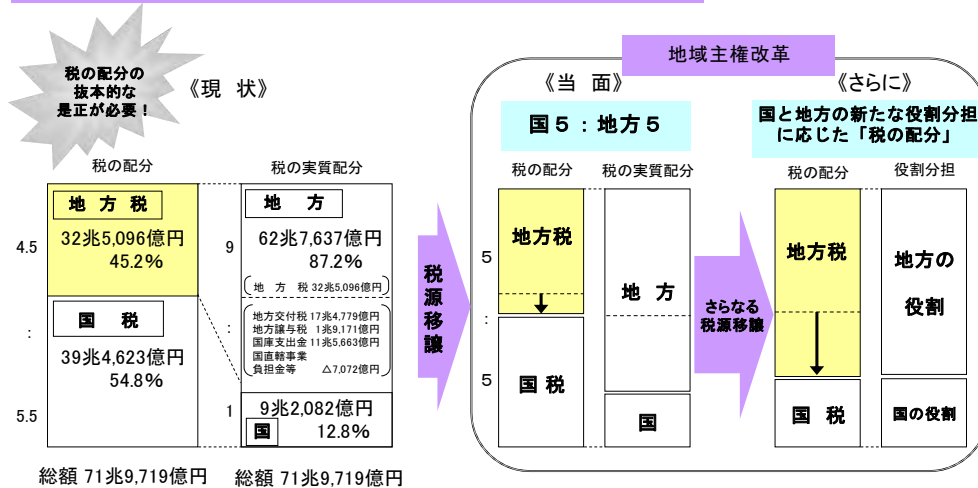 地域主権改革
税の配分の
抜本的な
是正が必要！
《現　状》
税の配分
税の実質配分
4.5
：
5.5
地 方 税
32兆5,096億円
45.2%
国　税
39兆4,623億円
54.8%
9
：
1
地　方
62兆7,637億円
87.2%
地　方　税 32兆5,096億円
地方交付税 17兆4,779億円
地方譲与税　1兆9,171億円
国庫支出金 11兆5,663億円
国直轄事業
負担金等　△7,072億円
9兆2,082億円
国　12.8%
総額 71兆9,719億円
総額 71兆9,719億円
税源移譲
《当　面》
国５：地方５
税の配分
税の実質配分
5
：
5
地方税
国 税
地　方
国
さらなる
税源移譲
《さらに》
国と地方の新たな役割分担
に応じた「税の配分」
税の配分
役割分担
地方税
国 税
地方の
役割
国の役割